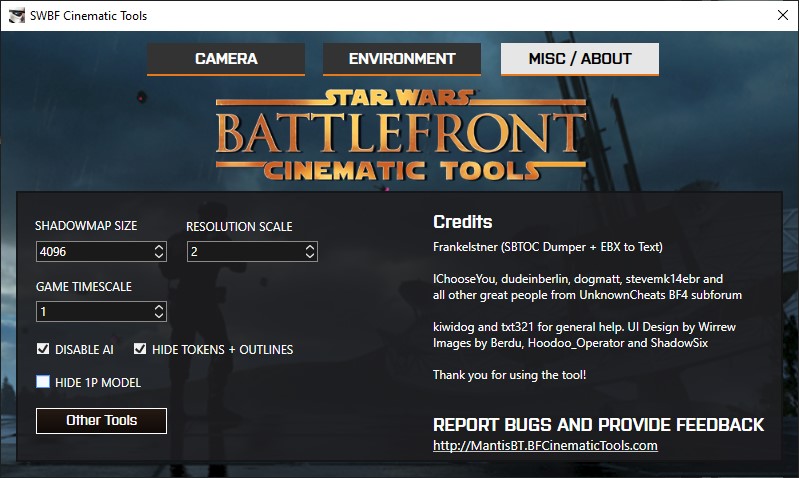 SWBF Cinematic Tools
CAMERA
ENVIRONMENT
MISC / ABOUT
STAR WARS
BATTLEFRONT
CINEMATIC TOOLS
SHADOWMAP SIZE
4096
RESOLUTION SCALE
2
GAME TIMESCALE
1
DISABLE AI
HIDE TOKENS + OUTLINES
HIDE 1P MODEL
Other Tools
Credits
Frankelstner (SBTOC Dumper + EBX to Text)
IChooseYou, dudeinberlin, dogmatt, stevemk14ebr and
all other great people from UnknownCheats BF4 subforum
kiwidog and txt321 for general help. UI Design by Wirrew
Images by Berdu, Hoodoo_Operator and ShadowSix
Thank you for using the tool!
REPORT BUGS AND PROVIDE FEEDBACK
http://MantisBT.BFCinematicTools.com